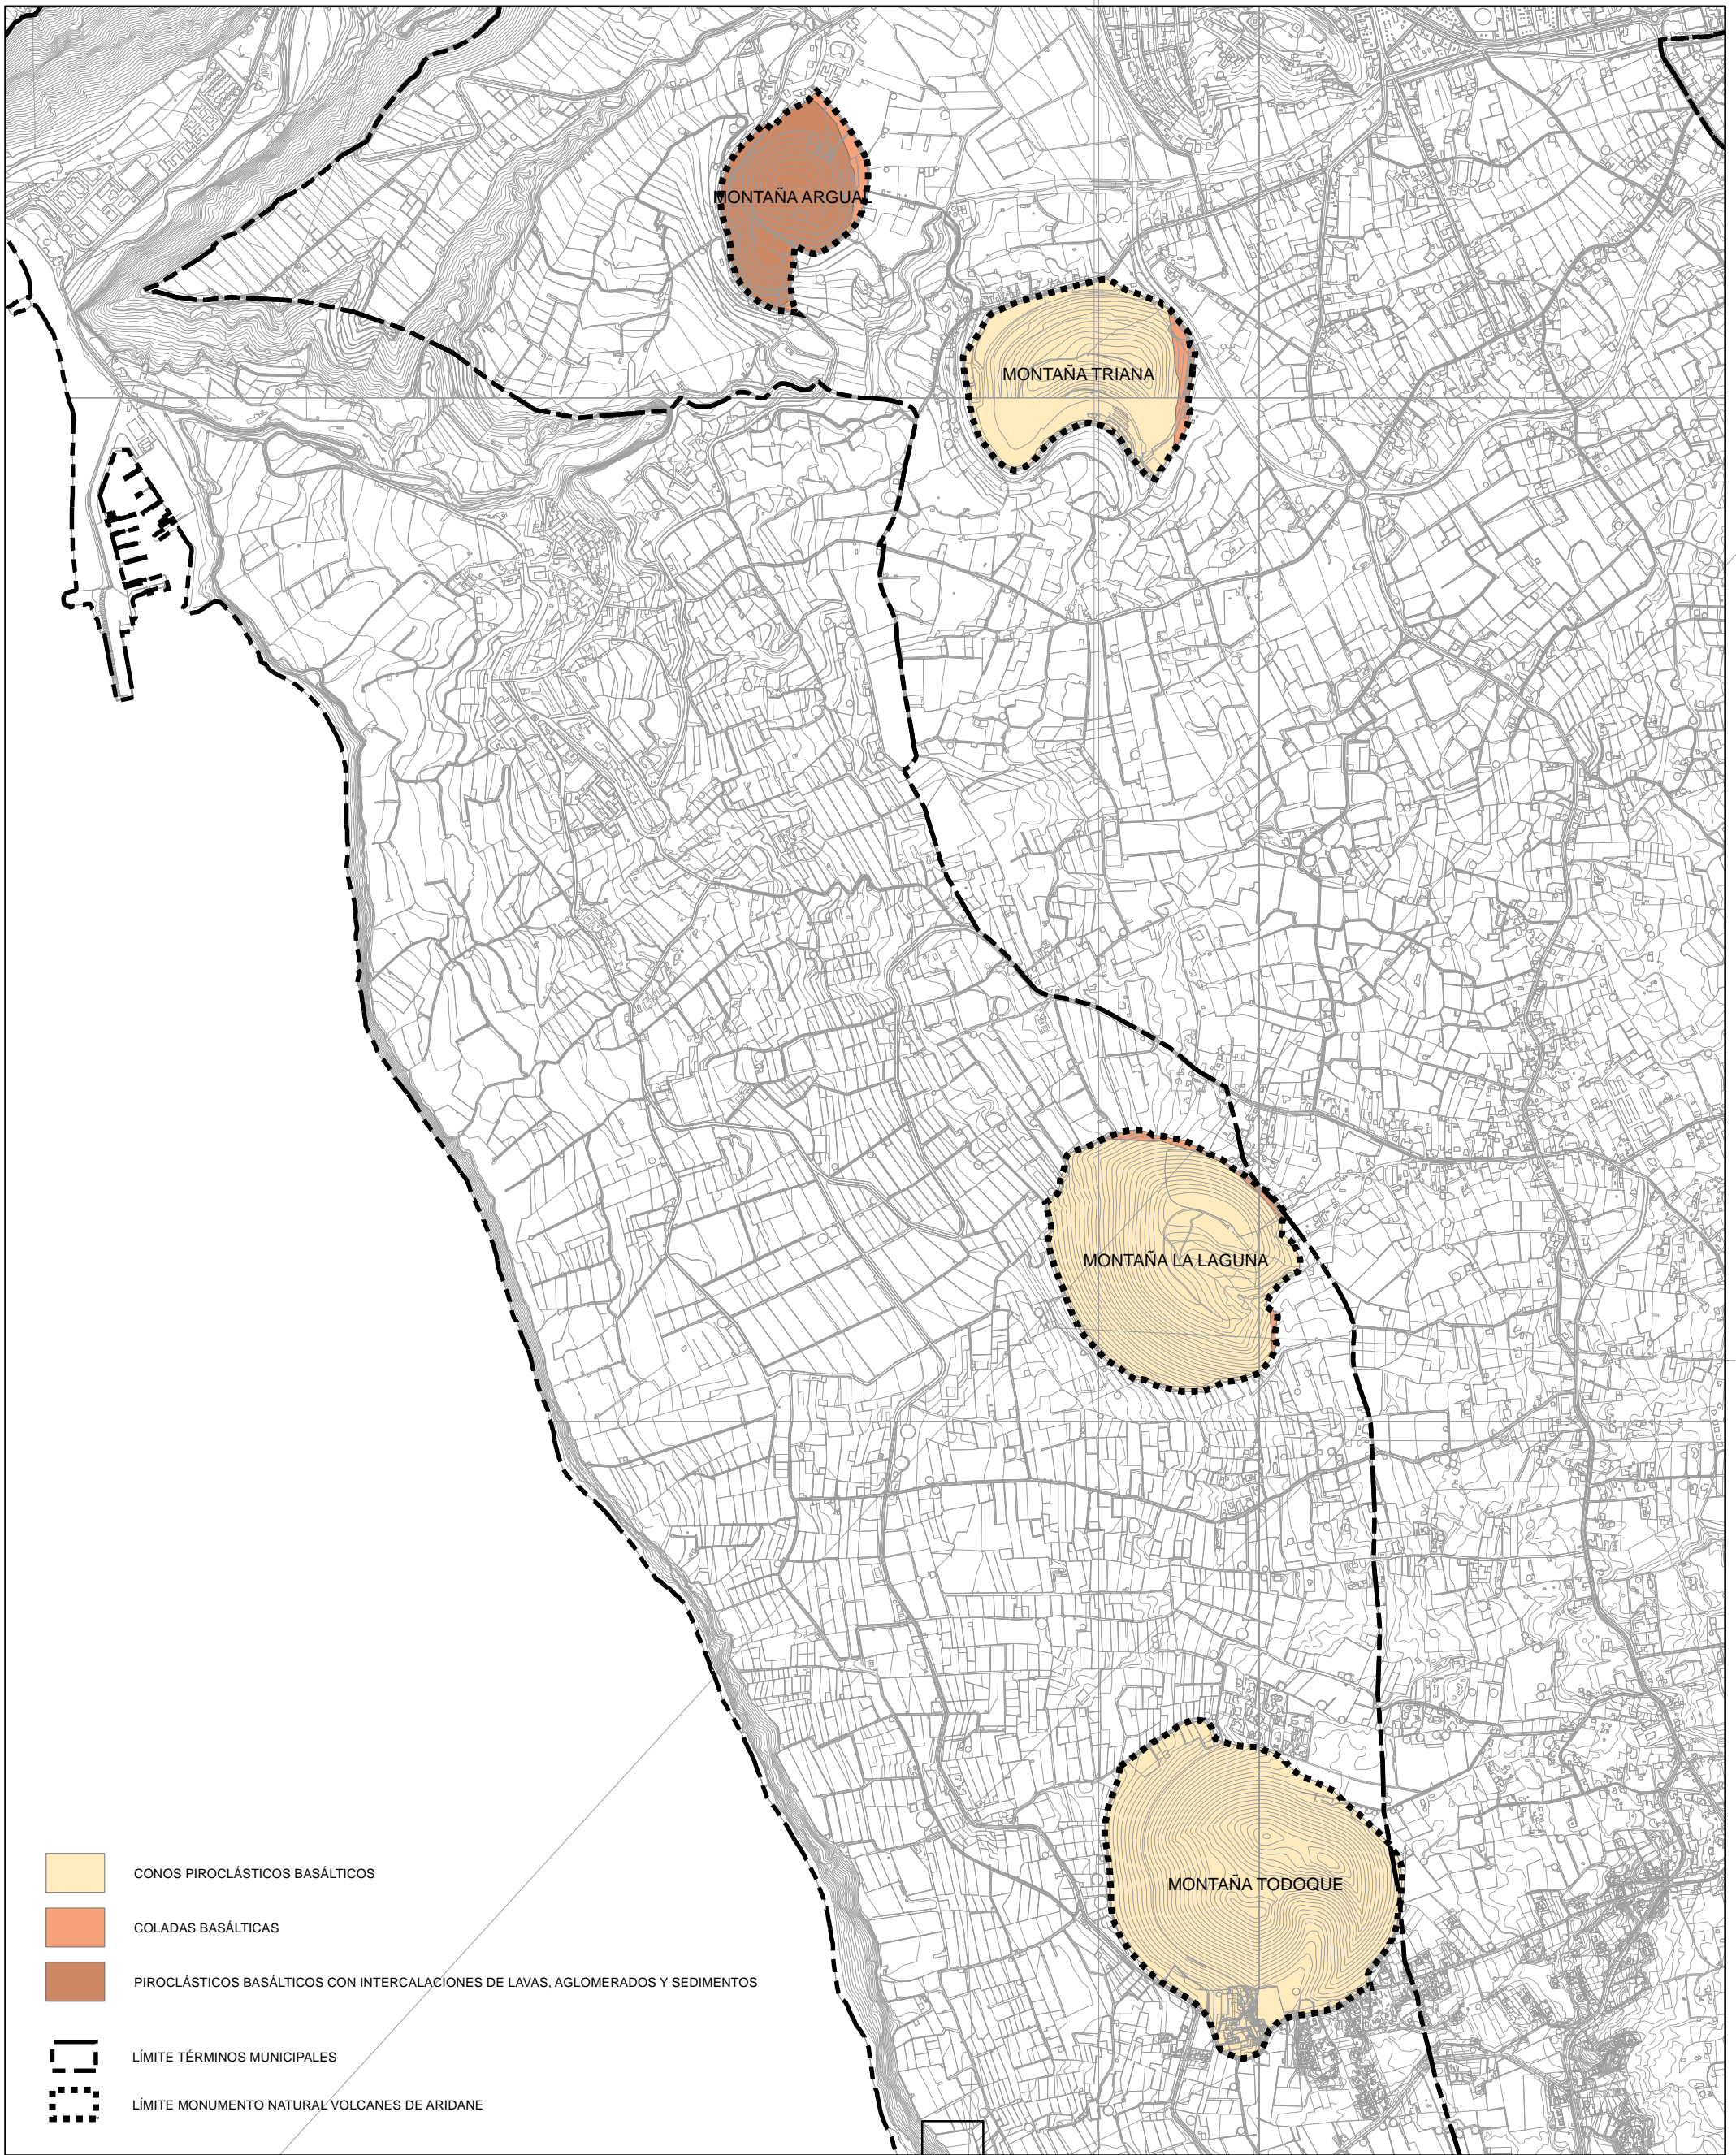 MONTAÑA ARGUAL
MONTAÑA TRIANA
MONTAÑA LA LAGUNA
MONTAÑA TODOQUE
CONOS PIROCLÁSTICOS BASÁLTICOS
COLADAS BASÁLTICAS
PIROCLÁSTICOS BASÁLTICOS CON INTERCALACIONES DE LAVAS, AGLOMERADOS Y SEDIMENTOS
LÍMITE TÉRMINOS MUNICIPALES
LÍMITE MONUMENTO NATURAL VOLCANES DE ARIDANE